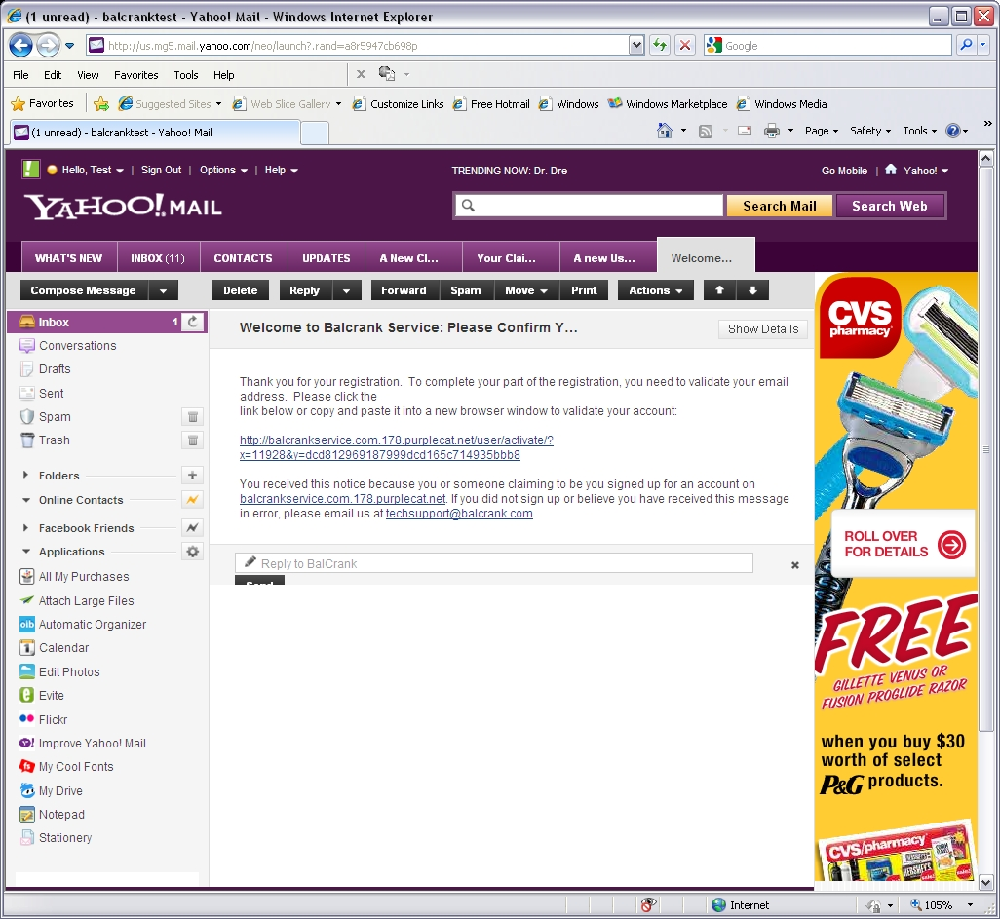 (1 unread) - balcranktest - Yahoo! Mail - Windows Internet Explorer
http://us.mg5.mail.yahoo.com/neo/launch?.rand=a8r5947cb698p
Google
File Edit View Favorites Tools Help
Favorites Suggested Sites Web Slice Gallery Customize Links Free Hotmail Windows Windows Marketplace Windows Media
(1 unread) - balcranktest - Yahoo! Mail
Page Safety Tools
Hello, Test | Sign Out | Options | Help
TRENDING NOW: Dr. Dre
Go Mobile | Yahoo!
YAHOO! MAIL
Search Mail Search Web
WHAT'S NEW INBOX (11) CONTACTS UPDATES A New Cl... Your Clai... A new Us... Welcome...
Compose Message Delete Reply Forward Spam Move Print Actions
Inbox 1
Conversations
Drafts
Sent
Spam
Trash
Folders
Online Contacts
Facebook Friends
Applications
All My Purchases
Attach Large Files
oib Automatic Organizer
1 Calendar
Edit Photos
Evite
Flickr
Improve Yahoo! Mail
My Cool Fonts
My Drive
Notepad
Stationery
Welcome to Balcrank Service: Please Confirm Y...
Show Details
Thank you for your registration. To complete your part of the registration, you need to validate your email
address. Please click the
link below or copy and paste it into a new browser window to validate your account:
http://balcrankservice.com.178.purplecat.net/user/activate/?
x=11928&y=dcd812969187999dcd165c714935bbb8
You received this notice because you or someone claiming to be you signed up for an account on
balcrankservice.com.178.purplecat.net. If you did not sign up or believe you have received this message
in error, please email us at techsupport@balcrank.com.
Reply to BalCrank
Send
CVS
pharmacy
ROLL OVER
FOR DETAILS
FREE
GILLETTE VENUS OR
FUSION PROGLIDE RAZOR
when you buy $30
worth of select
P&G products.
CVS/pharmacy
HERSHEY'S
Internet
105%